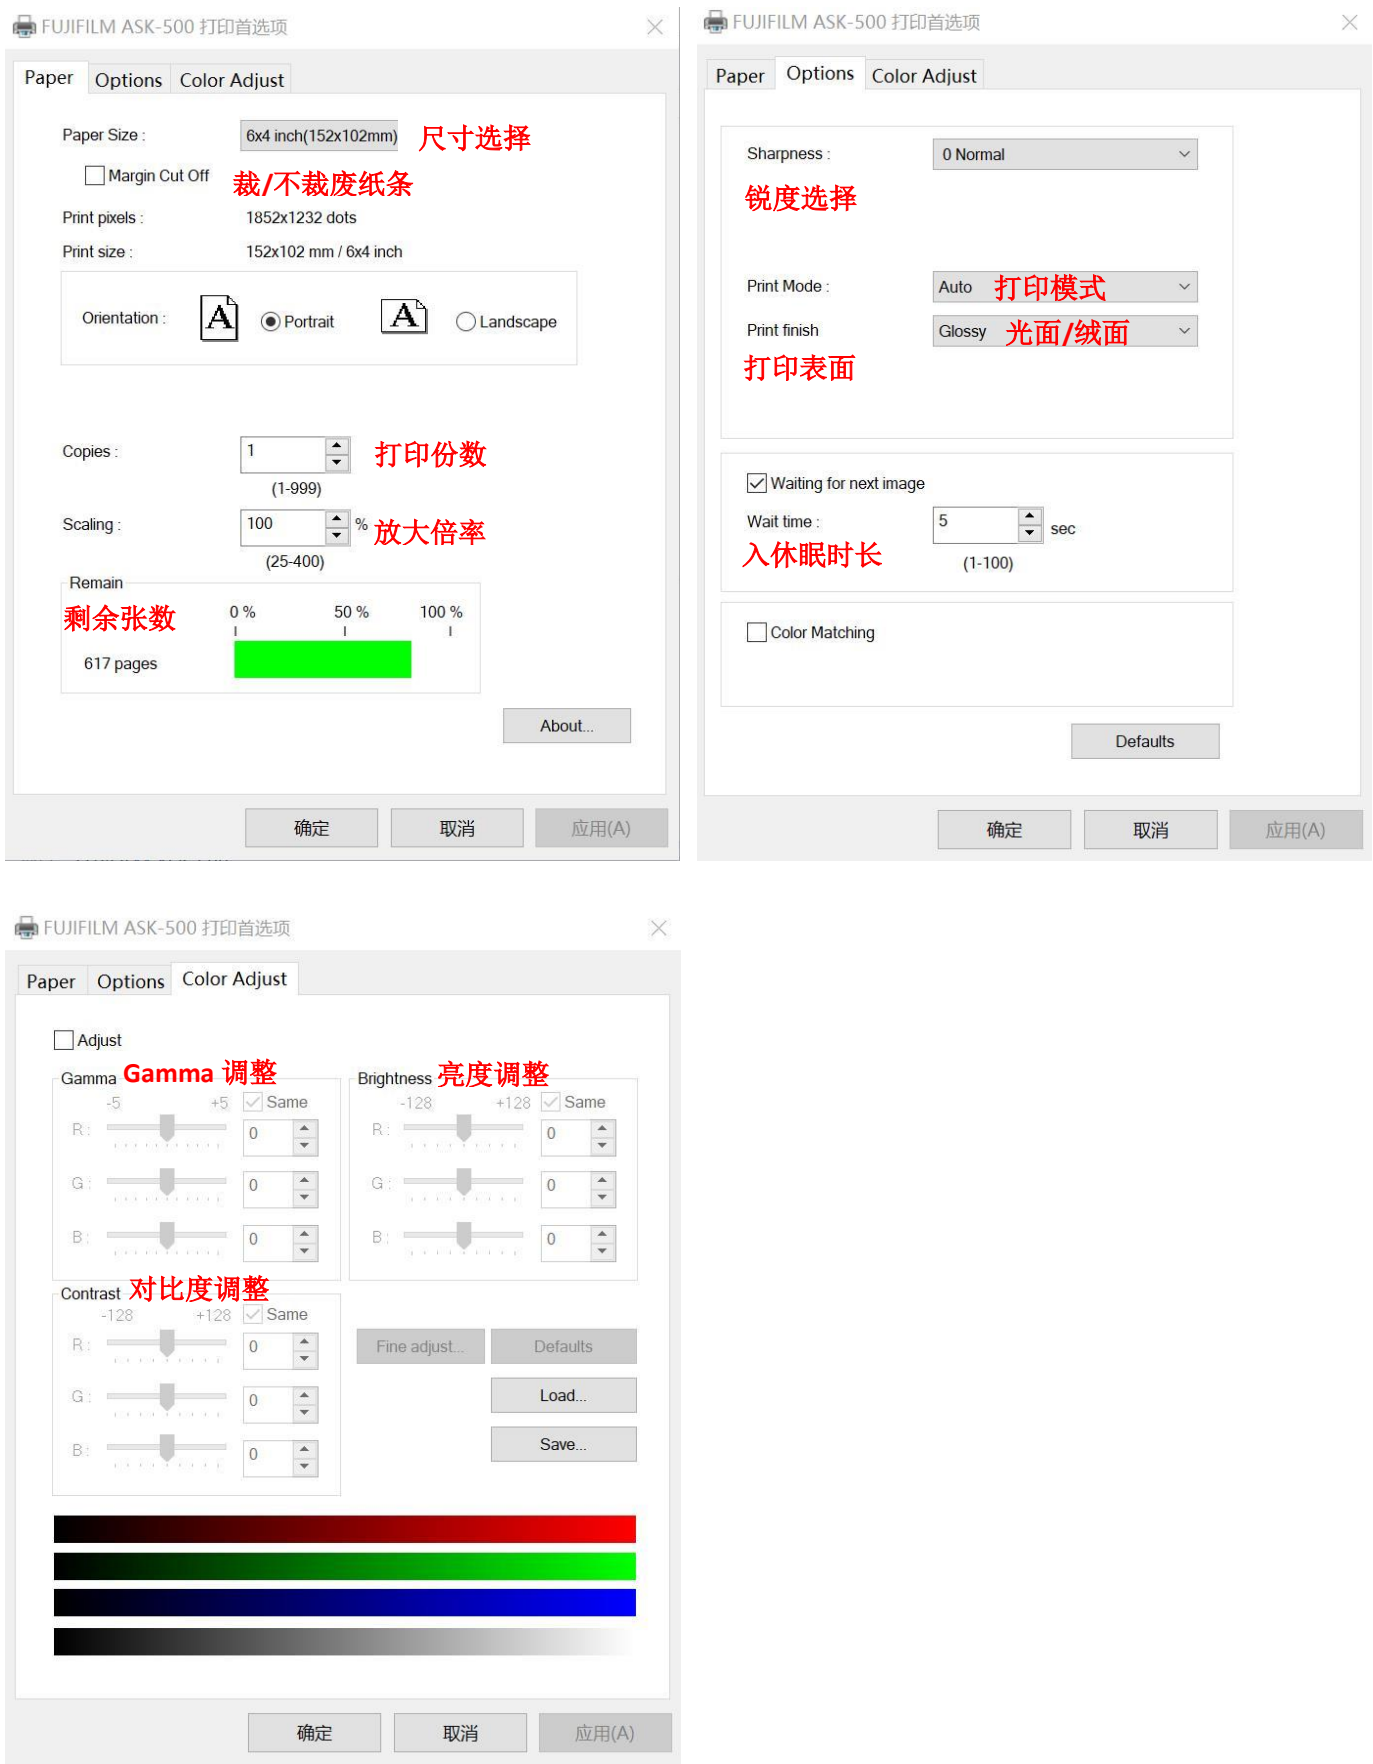 FUJIFILM ASK-500 打印首选项
Paper Options Color Adjust
Paper Size : 6x4 inch(152x102mm) 尺寸选择
Margin Cut Off 裁/不裁废纸条
Print pixels : 1852x1232 dots
Print size : 152x102 mm / 6x4 inch
Orientation : A Portrait A Landscape
Copies : 1 打印份数
(1-999)
Scaling : 100 % 放大倍率
(25-400)
Remain
剩余张数 0 % 50 % 100 %
617 pages
About...
确定 取消 应用(A)
FUJIFILM ASK-500 打印首选项
Paper Options Color Adjust
Sharpness : 0 Normal
锐度选择
Print Mode : Auto 打印模式
Print finish Glossy 光面/绒面
打印表面
Waiting for next image
Wait time : 5 sec
入休眠时长 (1-100)
Color Matching
Defaults
确定 取消 应用(A)
FUJIFILM ASK-500 打印首选项
Paper Options Color Adjust
Adjust
Gamma Gamma 调整
-5 +5 Same
R : 0
G : 0
B : 0
Brightness 亮度调整
-128 +128 Same
R : 0
G : 0
B : 0
Contrast 对比度调整
-128 +128 Same
R : 0
G : 0
B : 0
Fine adjust... Defaults
Load...
Save...
确定 取消 应用(A)